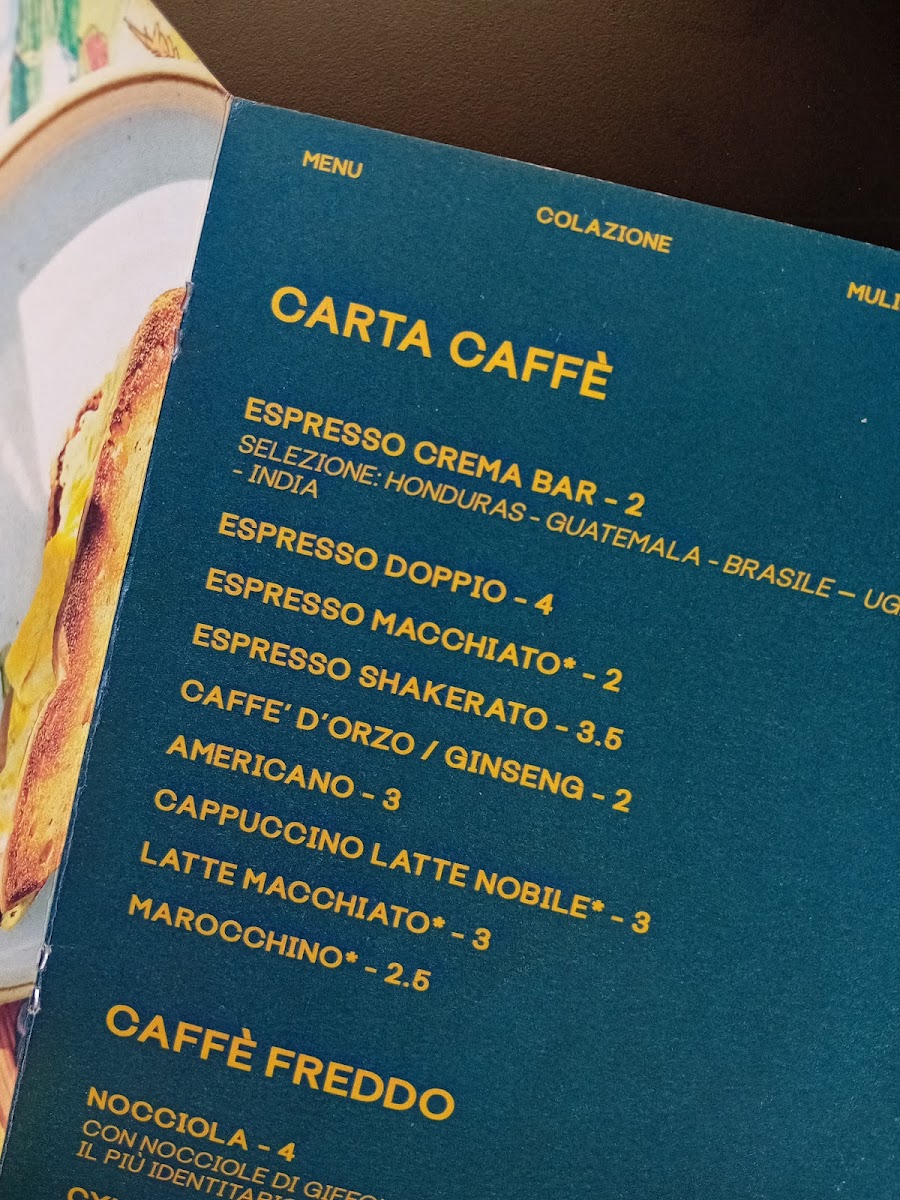 MENU
COLAZIONE
CARTA CAFFÈ
ESPRESSO CREMA BAR - 2
SELEZIONE: HONDURAS - GUATEMALA - BRASILE –
- INDIA
ESPRESSO DOPPIO - 4
ESPRESSO MACCHIATO* - 2
ESPRESSO SHAKERATO - 3.5
CAFFE' D'ORZO / GINSENG - 2
AMERICANO - 3
CAPPUCCINO LATTE NOBILE* - 3
LATTE MACCHIATO* - 3
MAROCCHINO* - 2.5
CAFFÈ FREDDO
NOCCIOLA - 4
CON NOCCIOLE DI
IL PIÙ